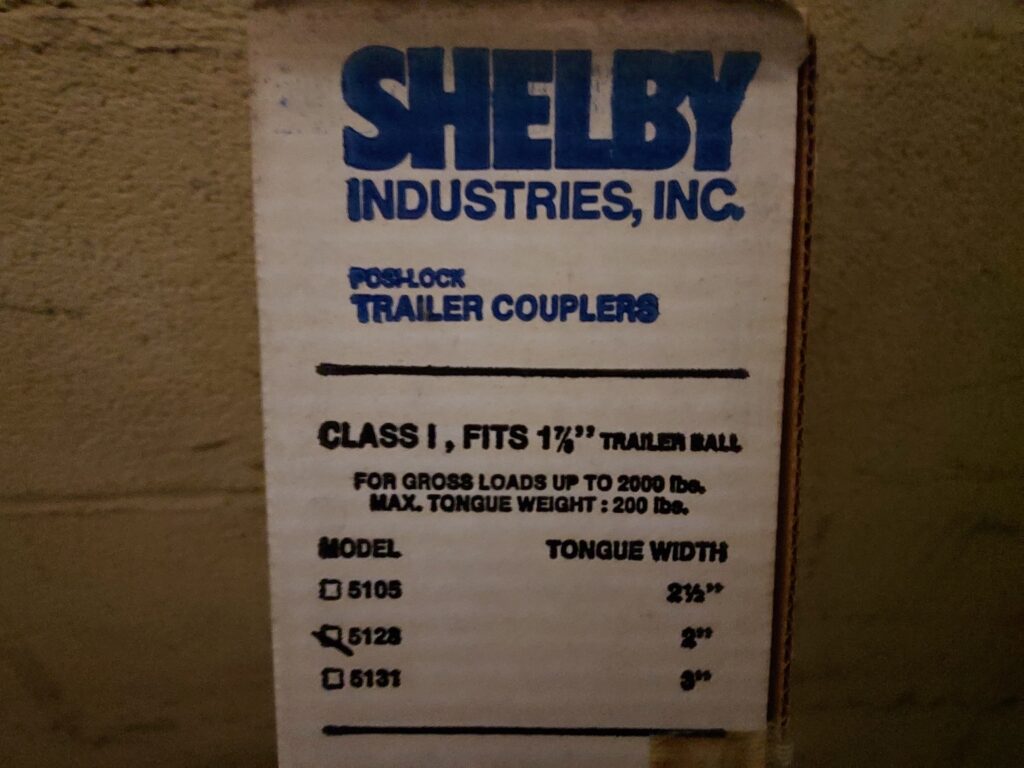 SHELBY
INDUSTRIES, INC.
POSI-LOCK
TRAILER COUPLERS
CLASS I , FITS 1⅞” TRAILER BALL
FOR GROSS LOADS UP TO 2000 lbs.
MAX. TONGUE WEIGHT : 200 lbs.
MODEL TONGUE WIDTH
☐ 5105 2½”
☑ 5128 2”
☐ 5131 3”